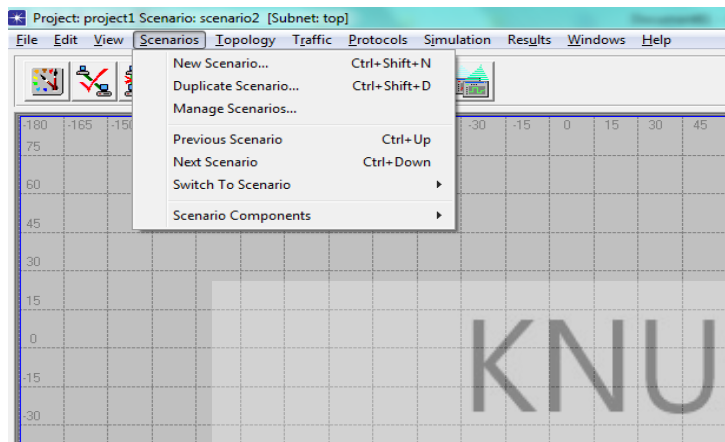 Project: project1 Scenario: scenario2 [Subnet: top]
File Edit View Scenarios Topology Traffic Protocols Simulation Results Windows Help
New Scenario... Ctrl+Shift+N
Duplicate Scenario... Ctrl+Shift+D
Manage Scenarios...
Previous Scenario Ctrl+Up
Next Scenario Ctrl+Down
Switch To Scenario
Scenario Components
-180 -165 -150 -30 -15 0 15 30 45
75
60
45
30
15
0
-15
-30
KNU